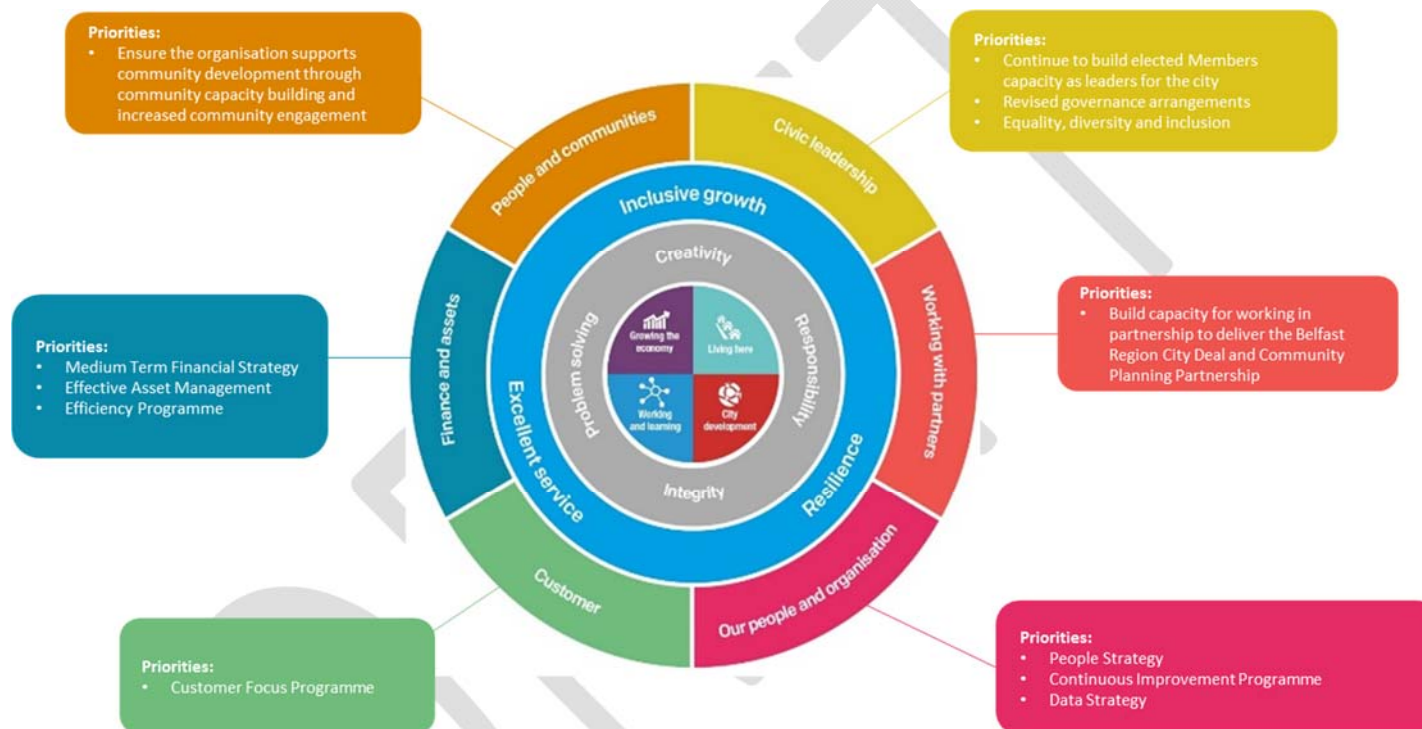 Priorities:
• Ensure the organisation supports
community development through
community capacity building and
increased community engagement
Priorities:
• Continue to build elected Members
capacity as leaders for the city
• Revised governance arrangements
• Equality, diversity and inclusion
Priorities:
• Medium Term Financial Strategy
• Effective Asset Management
• Efficiency Programme
Priorities:
• Build capacity for working in
partnership to deliver the Belfast
Region City Deal and Community
Planning Partnership
Priorities:
• Customer Focus Programme
Priorities:
• People Strategy
• Continuous Improvement Programme
• Data Strategy
People and communities
Civic leadership
Working with partners
Our people and organisation
Customer
Finance and assets
Inclusive growth
Resilience
Excellent service
Creativity
Responsibility
Integrity
Problem solving
Growing the
economy
Living here
Working
and learning
City
development